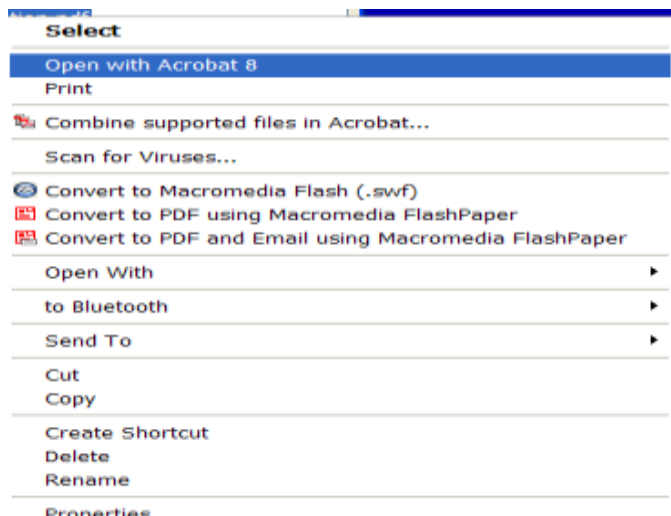 tion.pdf
Select
Open with Acrobat 8
Print
Combine supported files in Acrobat...
Scan for Viruses...
Convert to Macromedia Flash (.swf)
Convert to PDF using Macromedia FlashPaper
Convert to PDF and Email using Macromedia FlashPaper
Open With
to Bluetooth
Send To
Cut
Copy
Create Shortcut
Delete
Rename
Properties